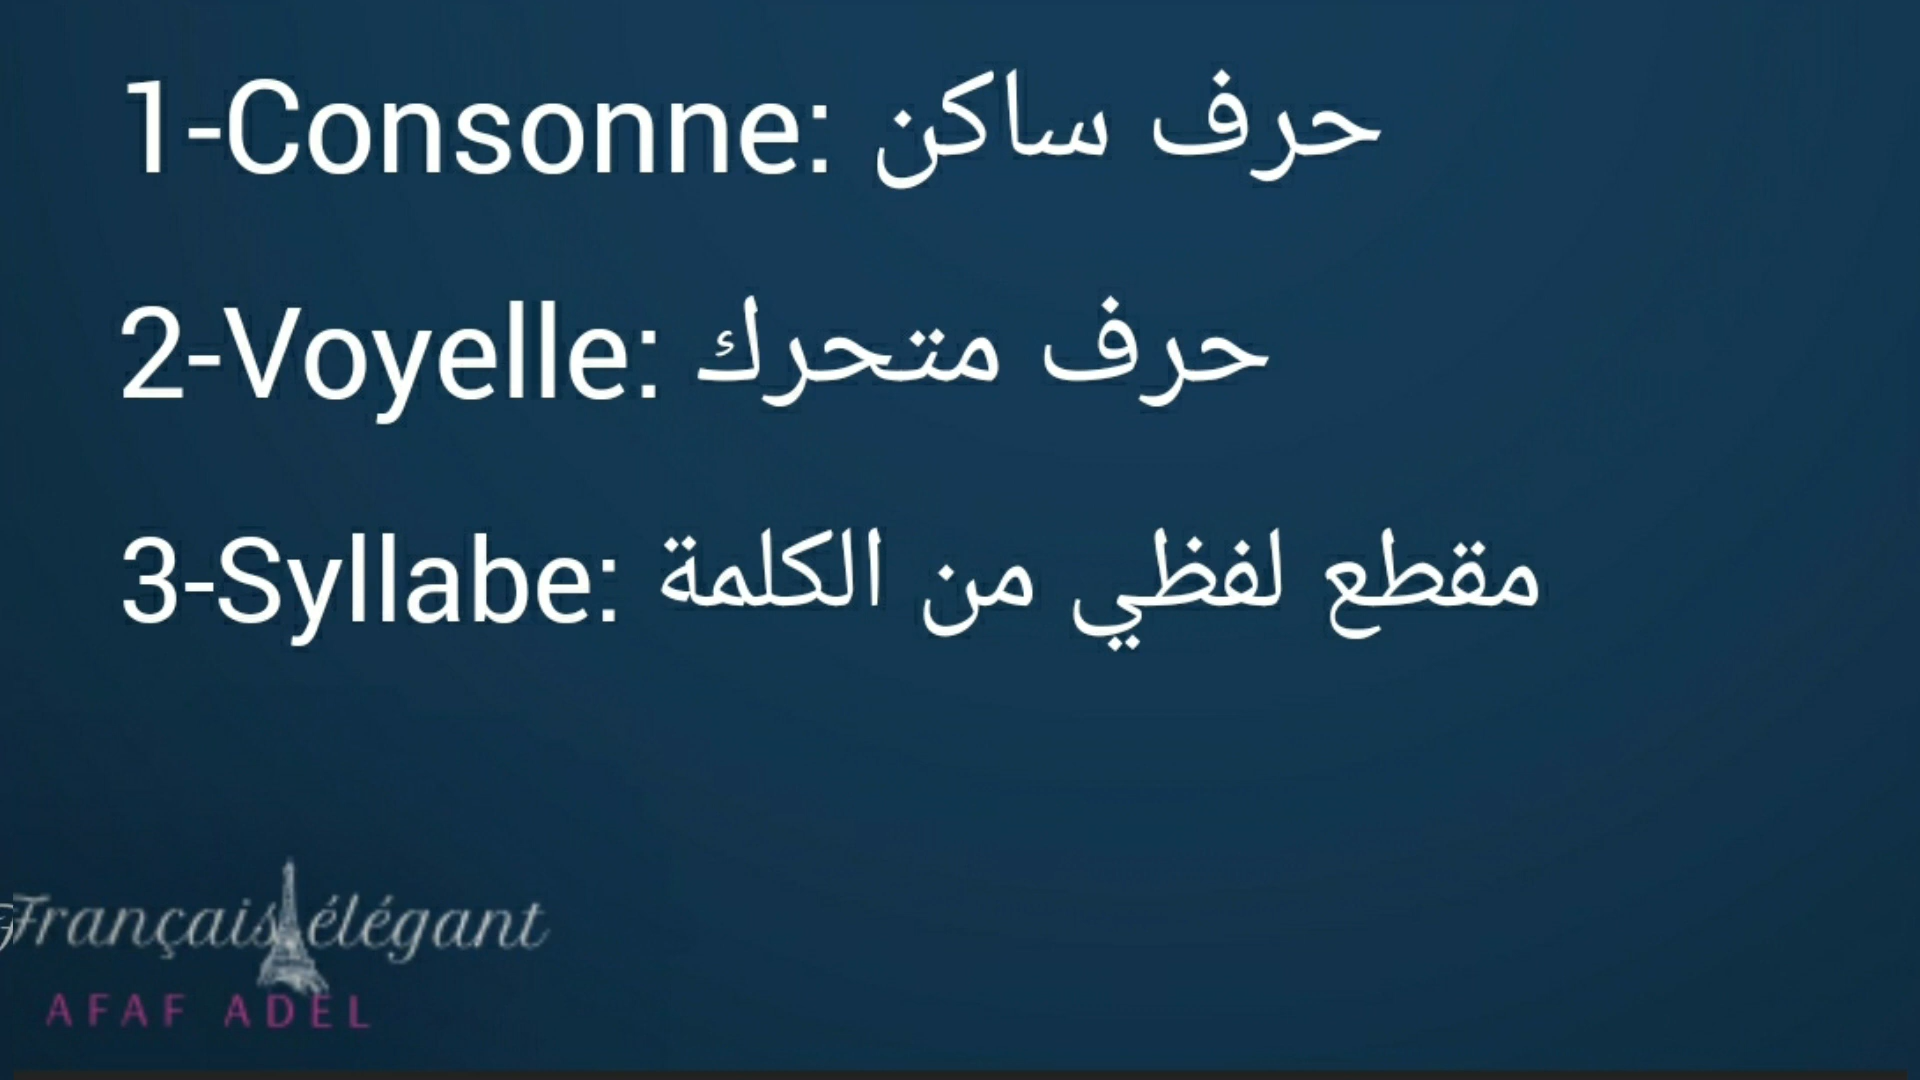 1-Consonne: حرف ساكن
2-Voyelle: حرف متحرك
3-Syllabe: مقطع لفظي من الكلمة
Français élégant
AFAF ADEL